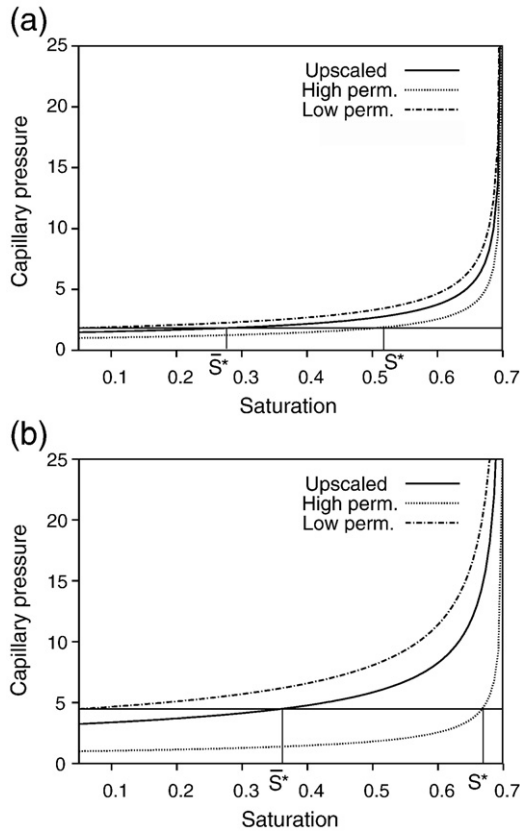 (a)
25
20
15
10
5
0
Capillary pressure
Upscaled
High perm.
Low perm.
0.1 0.2 0.3 0.4 0.5 0.6 0.7
S̄* S*
Saturation
(b)
25
20
15
10
5
0
Capillary pressure
Upscaled
High perm.
Low perm.
0.1 0.2 0.3 0.4 0.5 0.6 0.7
S̄* S*
Saturation